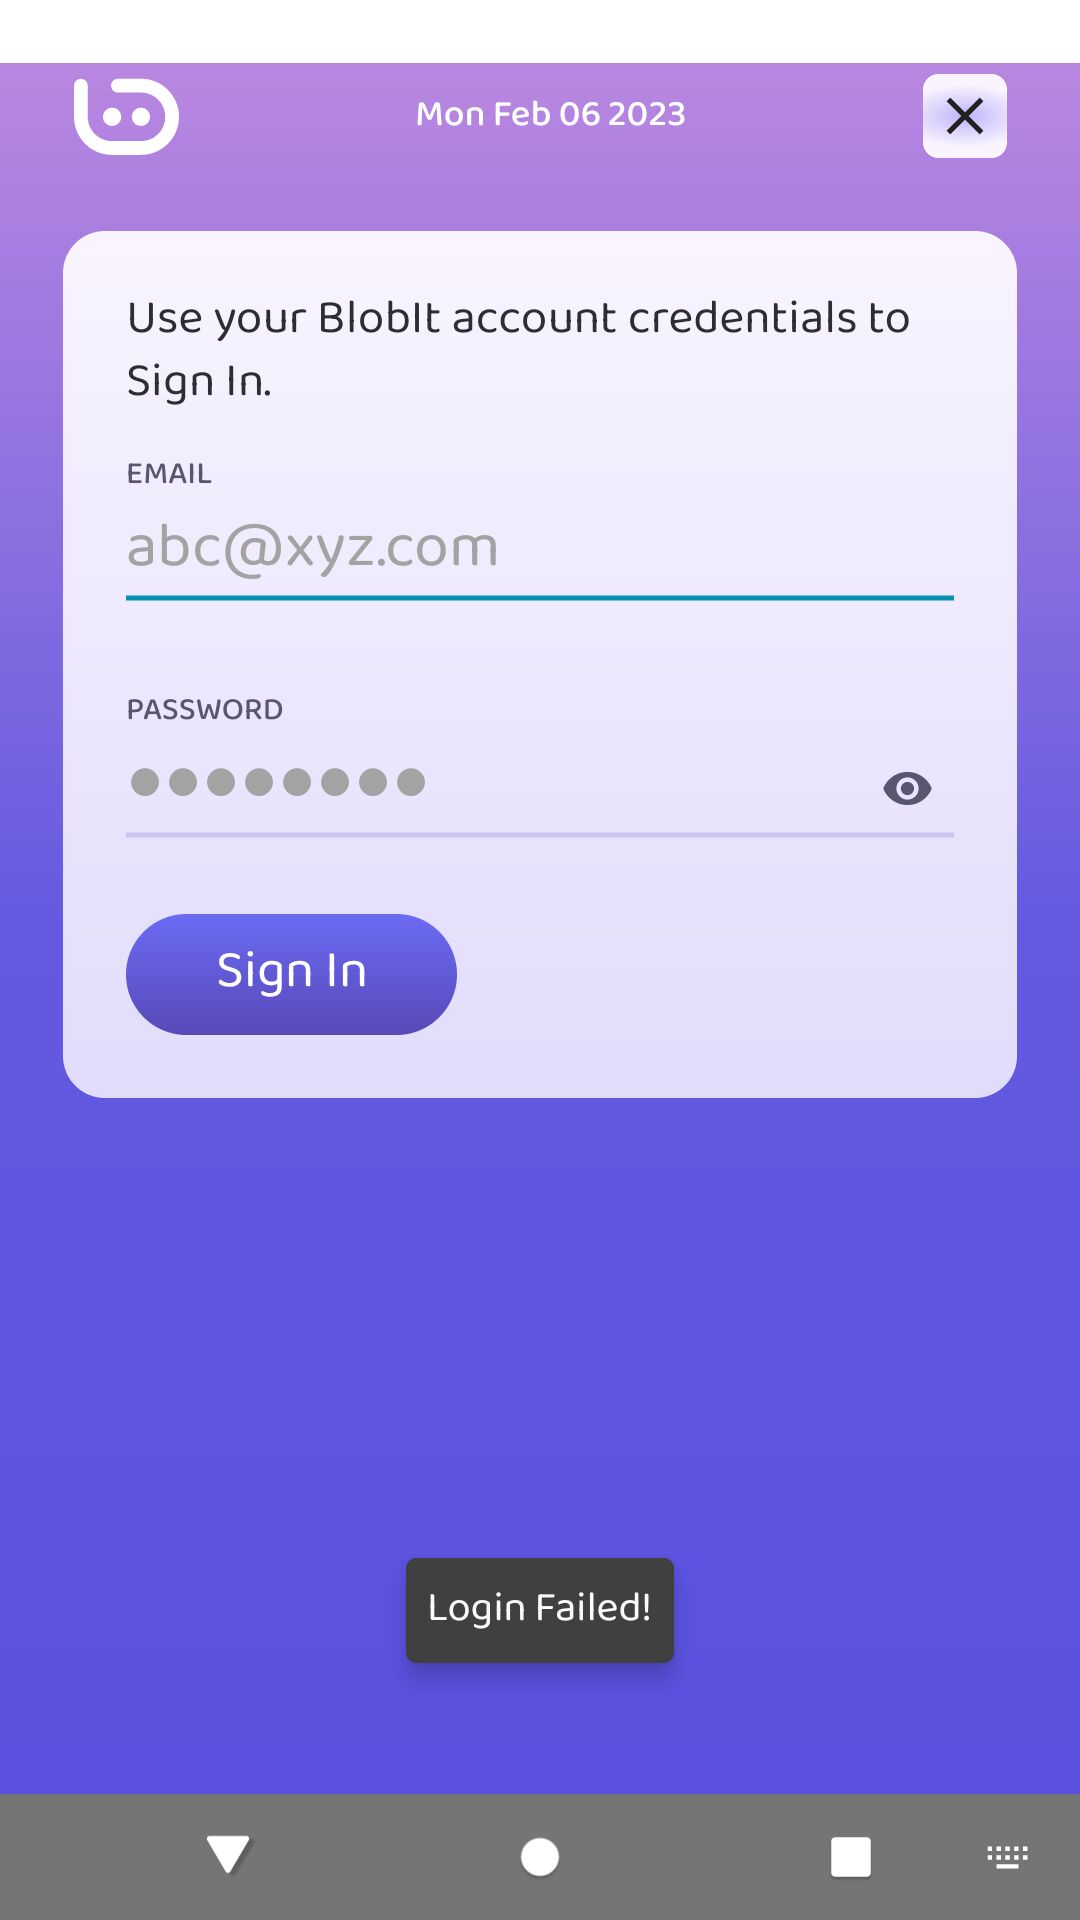 Mon Feb 06 2023
Use your BlobIt account credentials to
Sign In.
EMAIL
abc@xyz.com
PASSWORD
Sign In
Login Failed!